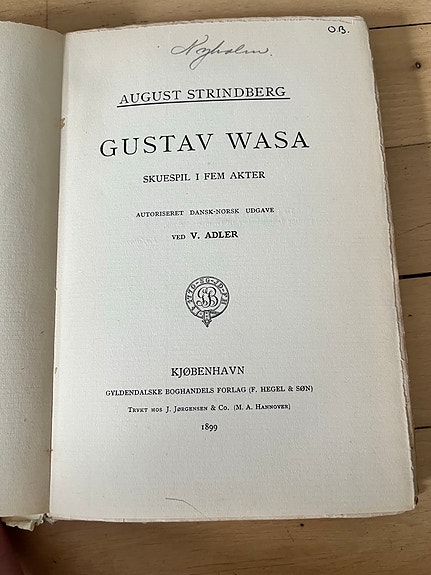 Nyholm.
O.B.
AUGUST STRINDBERG
GUSTAV WASA
SKUESPIL I FEM AKTER
AUTORISERET DANSK-NORSK UDGAVE
VED V. ADLER
KJØBENHAVN
GYLDENDALSKE BOGHANDELS FORLAG (F. HEGEL & SØN)
TRYKT HOS J. JØRGENSEN & CO. (M. A. HANNOVER)
1899